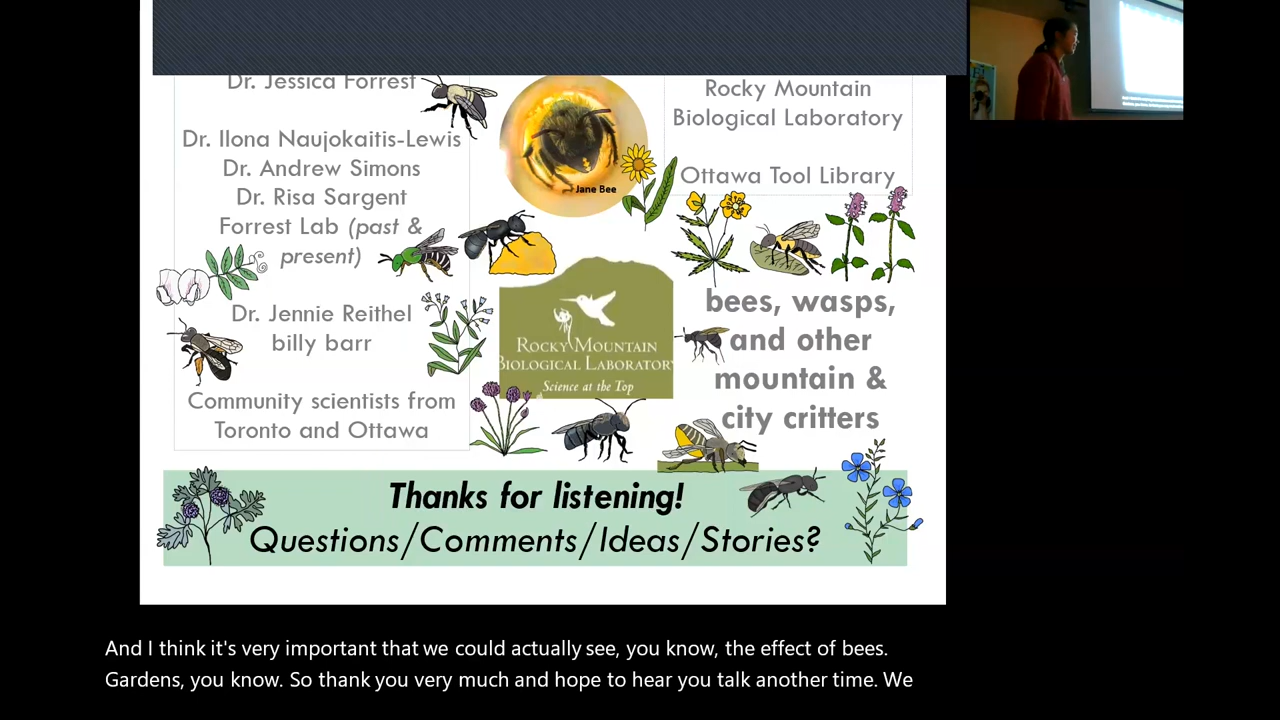 Dr. Jessica Forrest
Dr. Ilona Naujokaitis-Lewis
Dr. Andrew Simons
Dr. Risa Sargent
Forrest Lab (past &
present)
Dr. Jennie Reithel
billy barr
Community scientists from
Toronto and Ottawa
Jane Bee
ROCKY MOUNTAIN
BIOLOGICAL LABORATORY
Science at the Top
Rocky Mountain
Biological Laboratory
Ottawa Tool Library
bees, wasps,
and other
mountain &
city critters
Thanks for listening!
Questions/Comments/Ideas/Stories?
And I think it's very important that we could actually see, you know, the effect of bees.
Gardens, you know. So thank you very much and hope to hear you talk another time. We